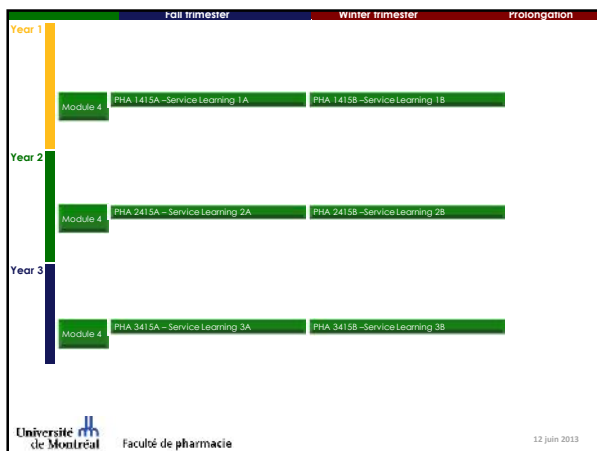 Fall trimester Winter trimester Prolongation
Year 1
Module 4 PHA 1415A –Service Learning 1A PHA 1415B –Service Learning 1B
Year 2
Module 4 PHA 2415A – Service Learning 2A PHA 2415B –Service Learning 2B
Year 3
Module 4 PHA 3415A – Service Learning 3A PHA 3415B –Service Learning 3B
Université
de Montréal Faculté de pharmacie 12 juin 2013